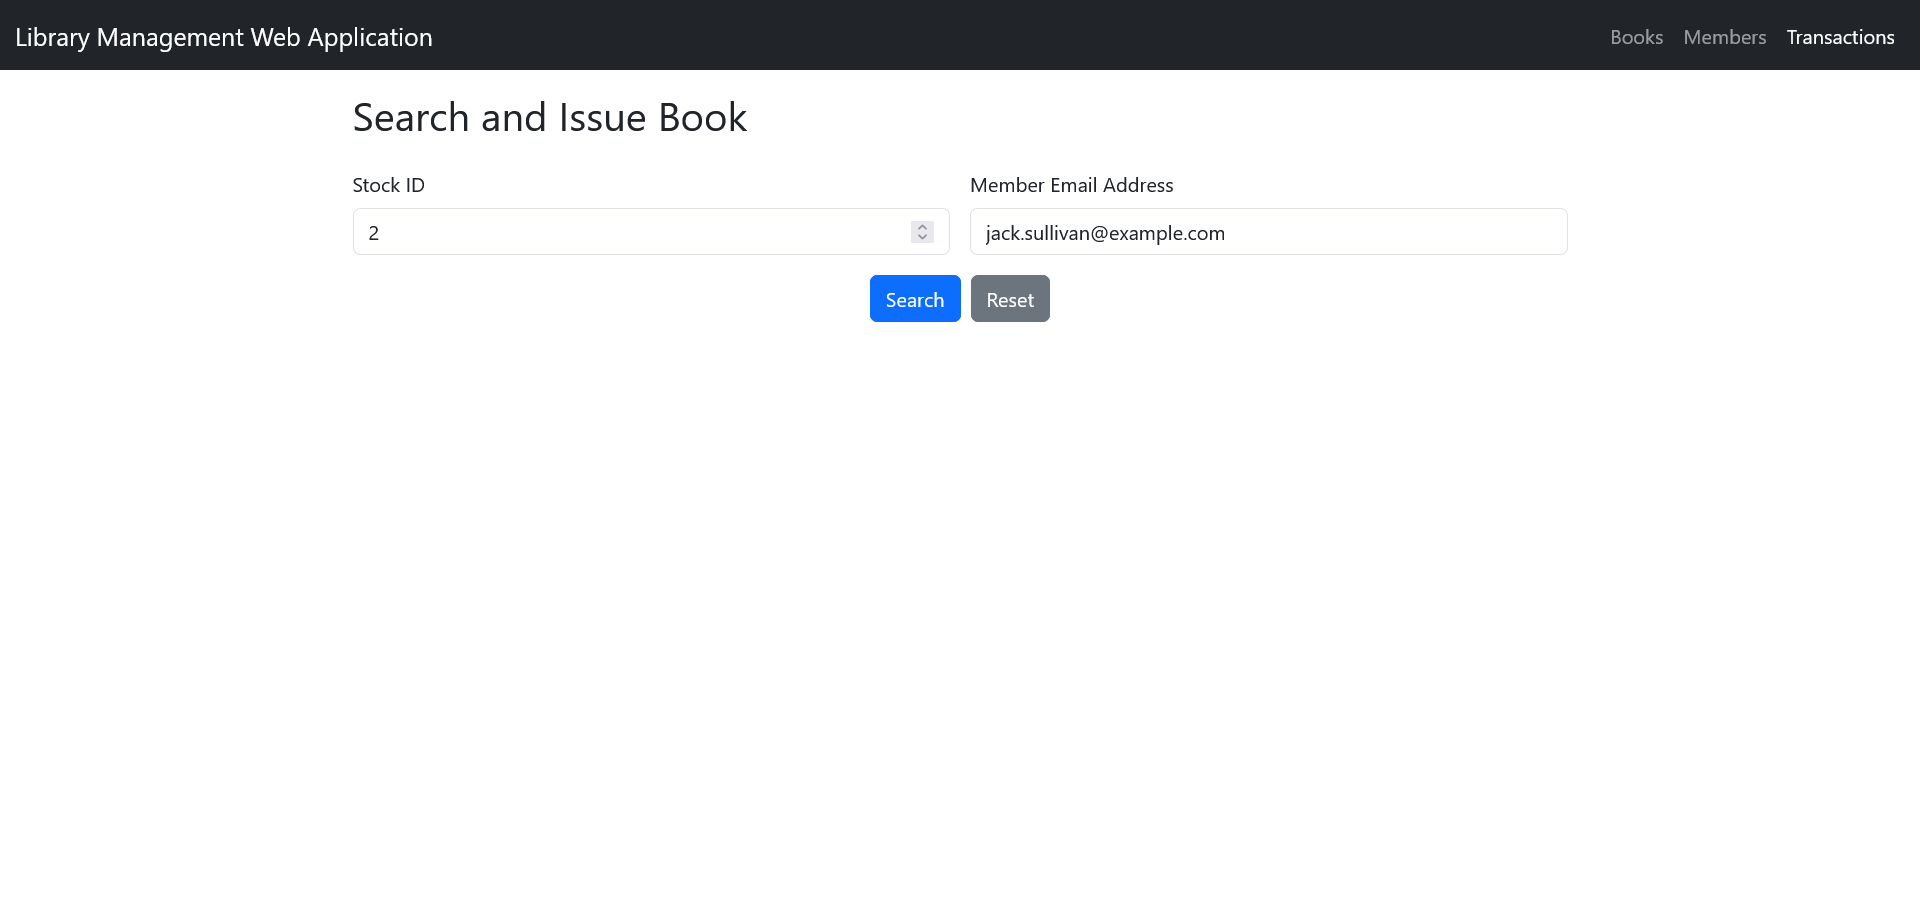 Library Management Web Application
Books Members Transactions
Search and Issue Book
Stock ID
Member Email Address
2
jack.sullivan@example.com
Search
Reset